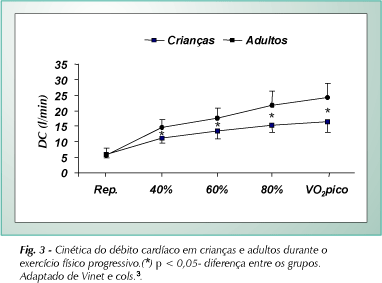 Crianças Adultos
35
30
25
20
15
10
5
0
DC (l/min)
* * * *
Rep. 40% 60% 80% VO₂pico
Fig. 3 - Cinética do débito cardíaco em crianças e adultos durante o
exercício físico progressivo.(*) p < 0,05- diferença entre os grupos.
Adaptado de Vinet e cols.³.